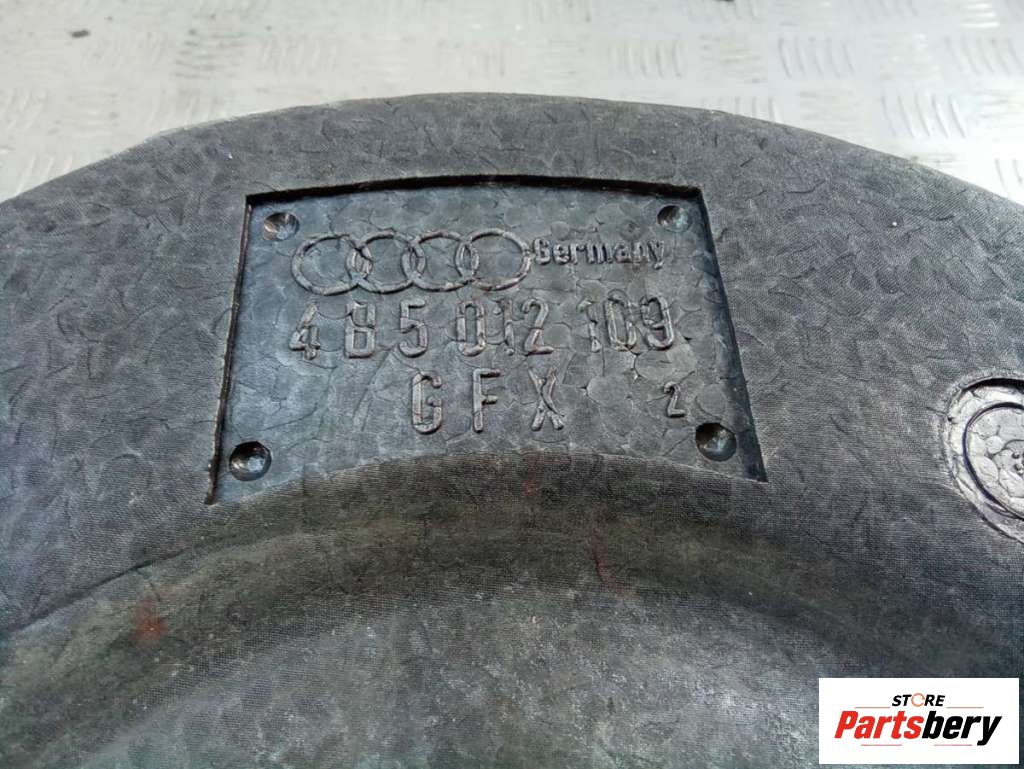 Germany
4B5 012 109
GFX 2
STORE
Partsbery